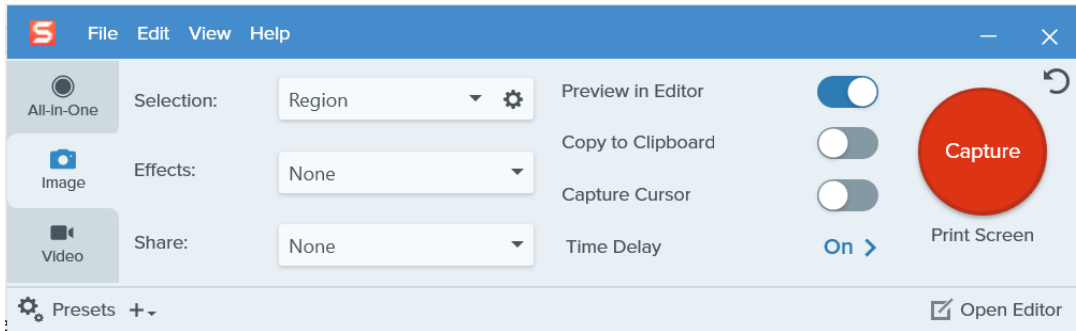 S File Edit View Help
All-in-One
Image
Video
Selection: Region
Effects: None
Share: None
Preview in Editor
Copy to Clipboard
Capture Cursor
Time Delay On
Capture
Print Screen
Presets
Open Editor